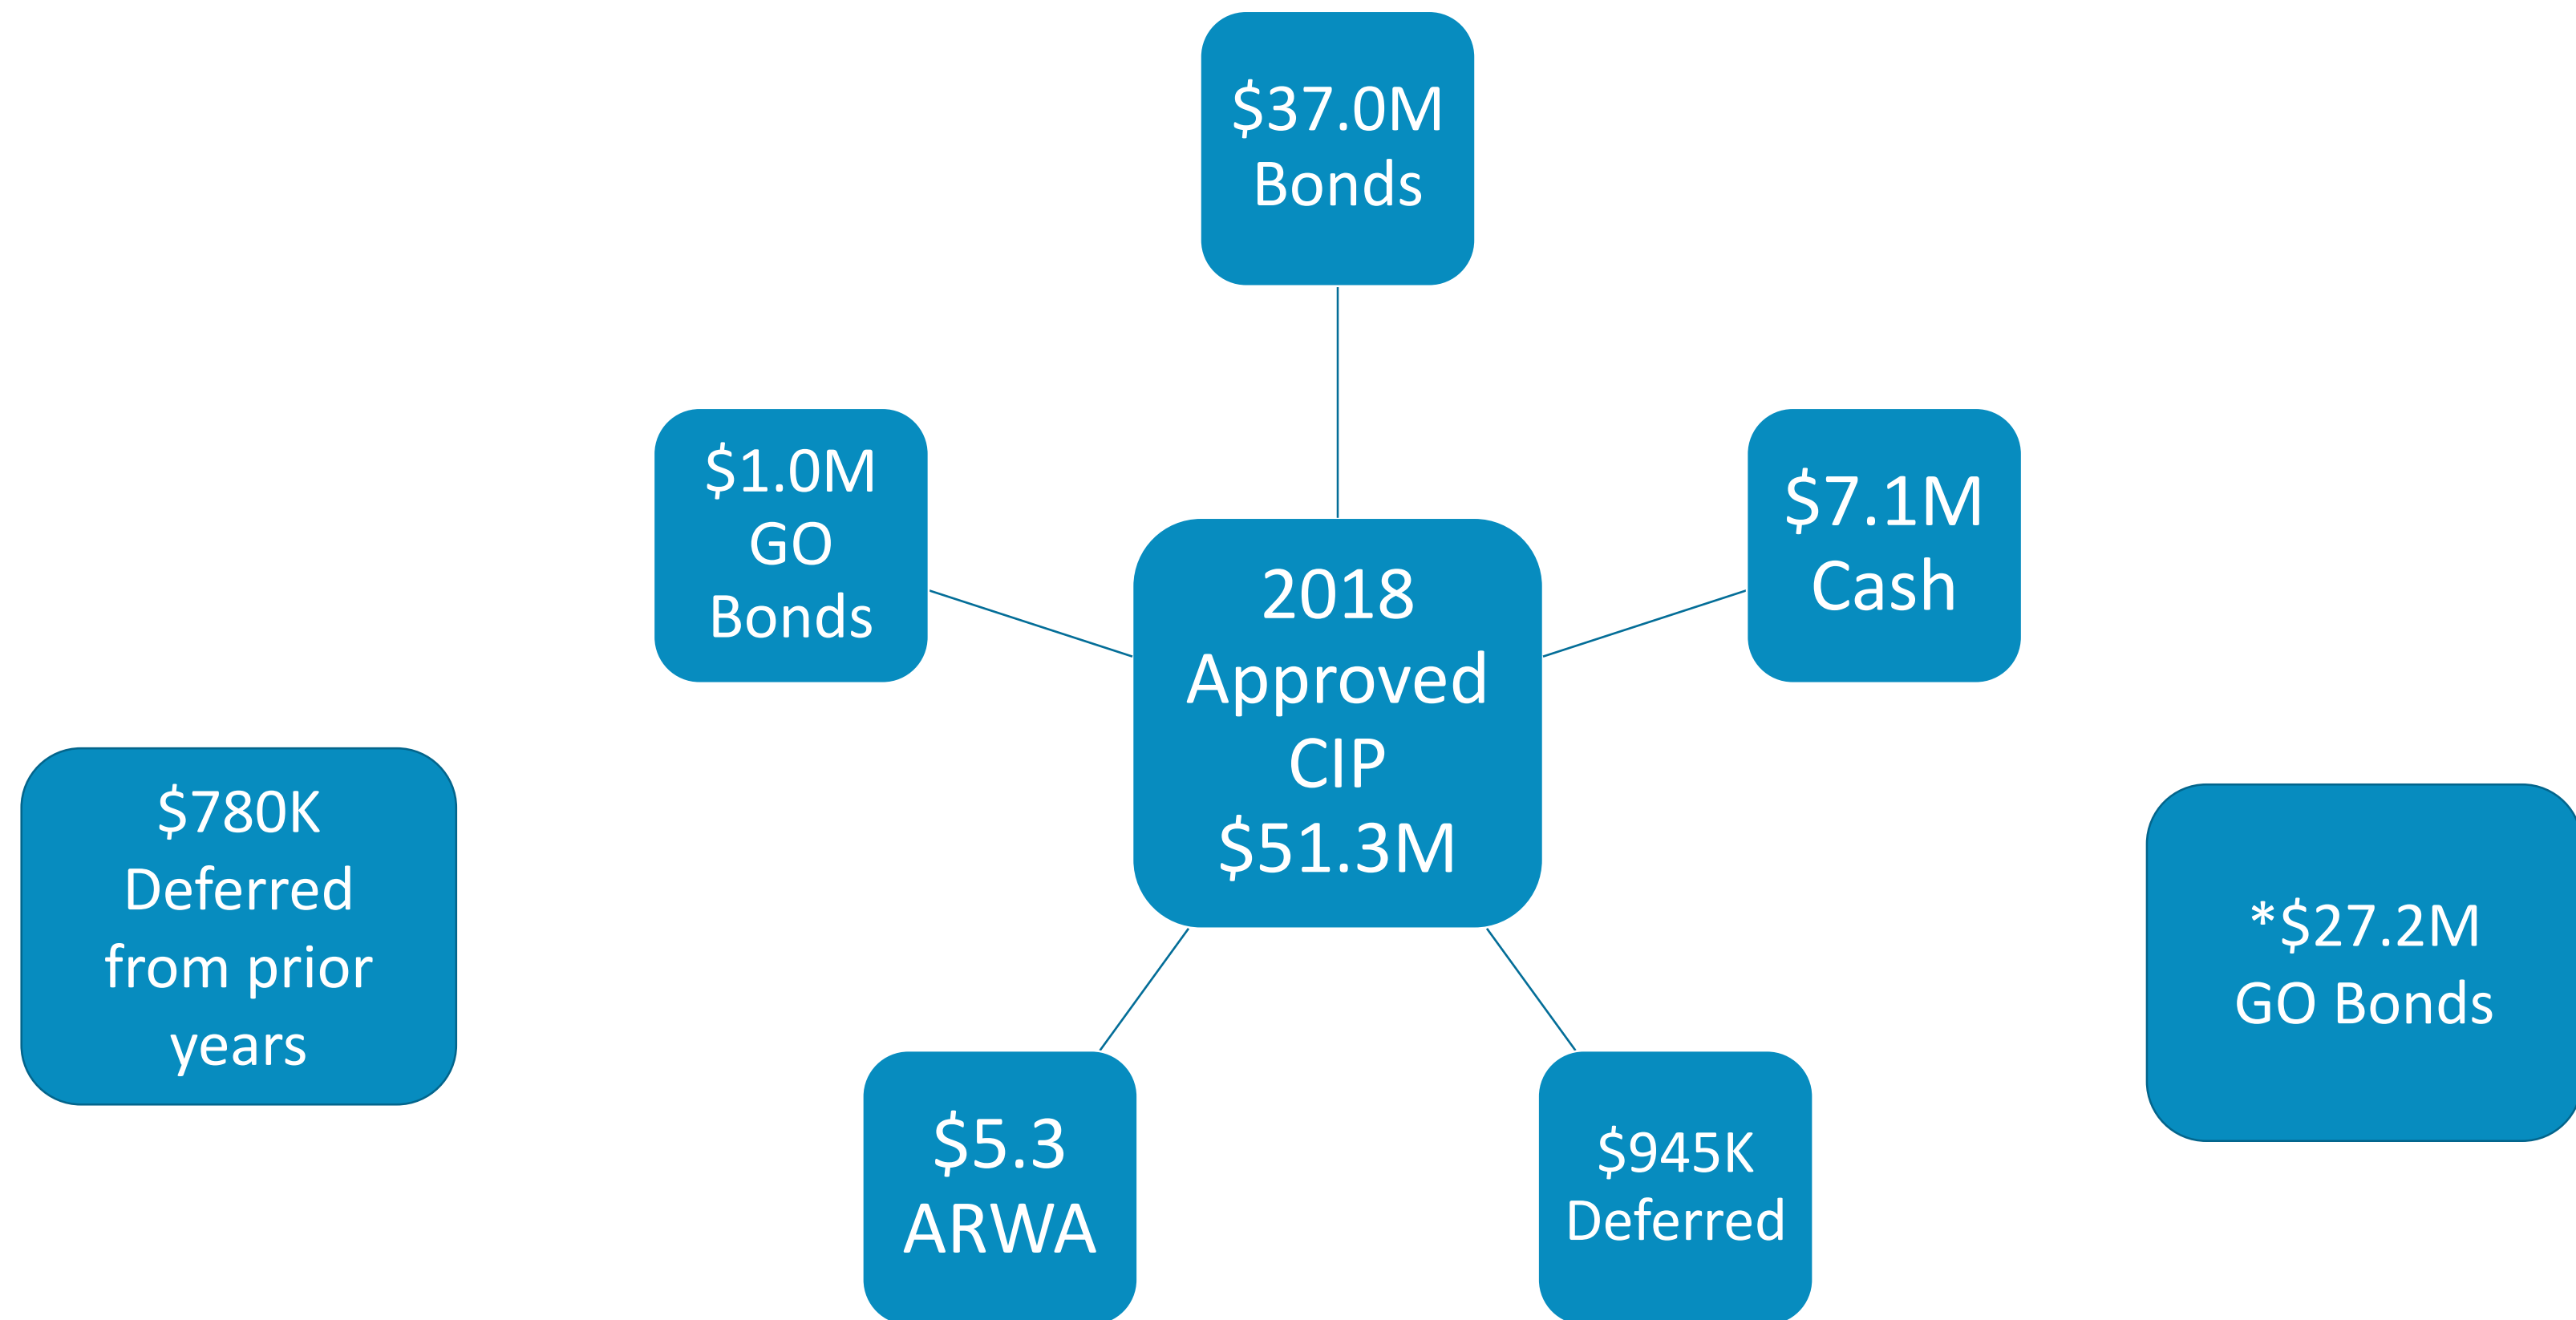 $37.0M
Bonds
$1.0M
GO
Bonds
$7.1M
Cash
2018
Approved
CIP
$51.3M
$780K
Deferred
from prior
years
*$27.2M
GO Bonds
$5.3
ARWA
$945K
Deferred